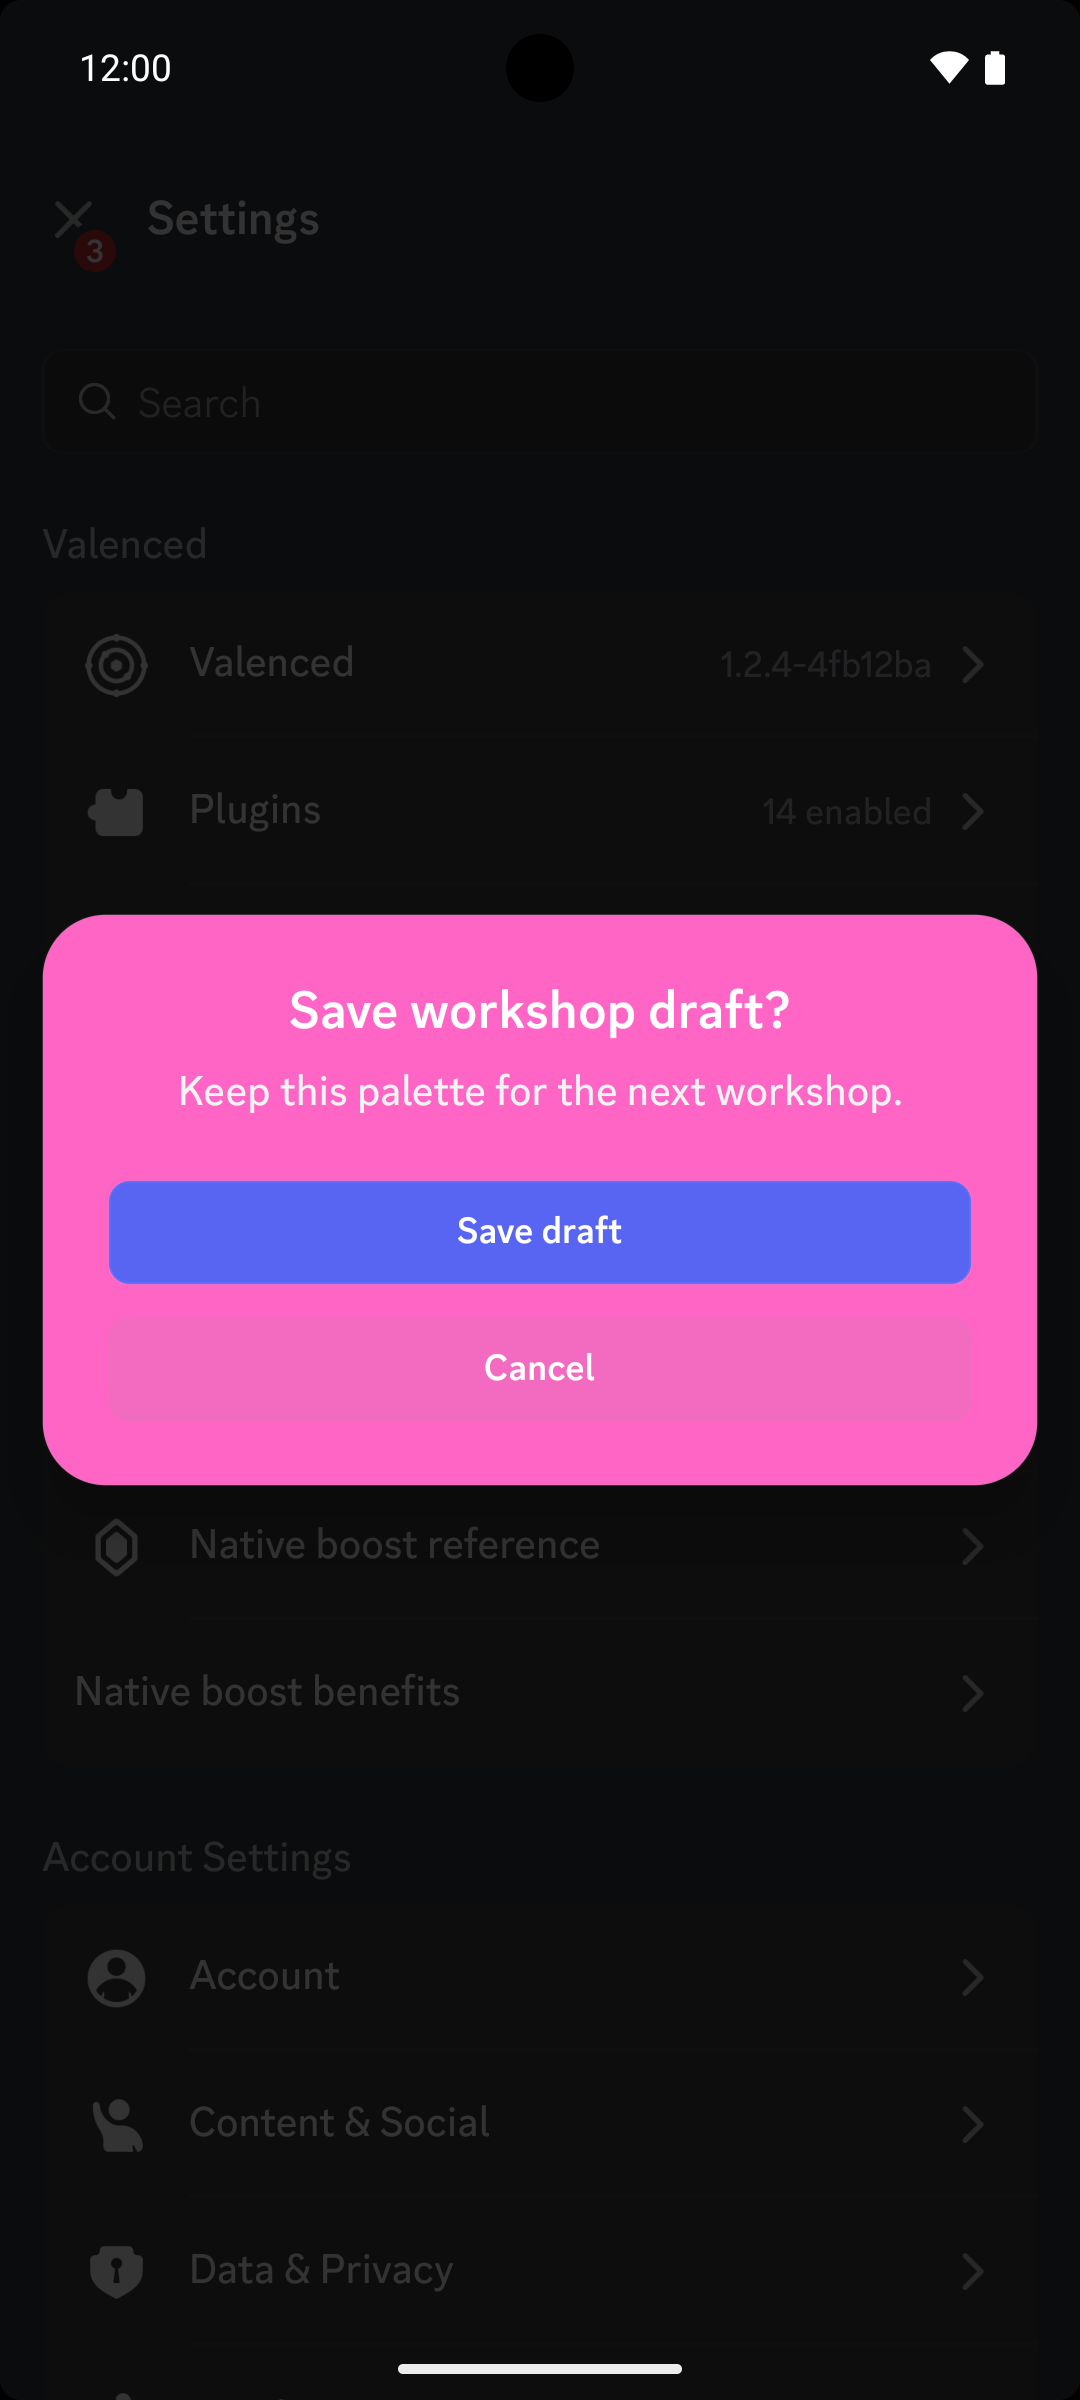 12:00
Settings
3
Search
Valenced
Valenced
1.2.4-4fb12ba
Plugins
14 enabled
Save workshop draft?
Keep this palette for the next workshop.
Save draft
Cancel
Native boost reference
Native boost benefits
Account Settings
Account
Content & Social
Data & Privacy